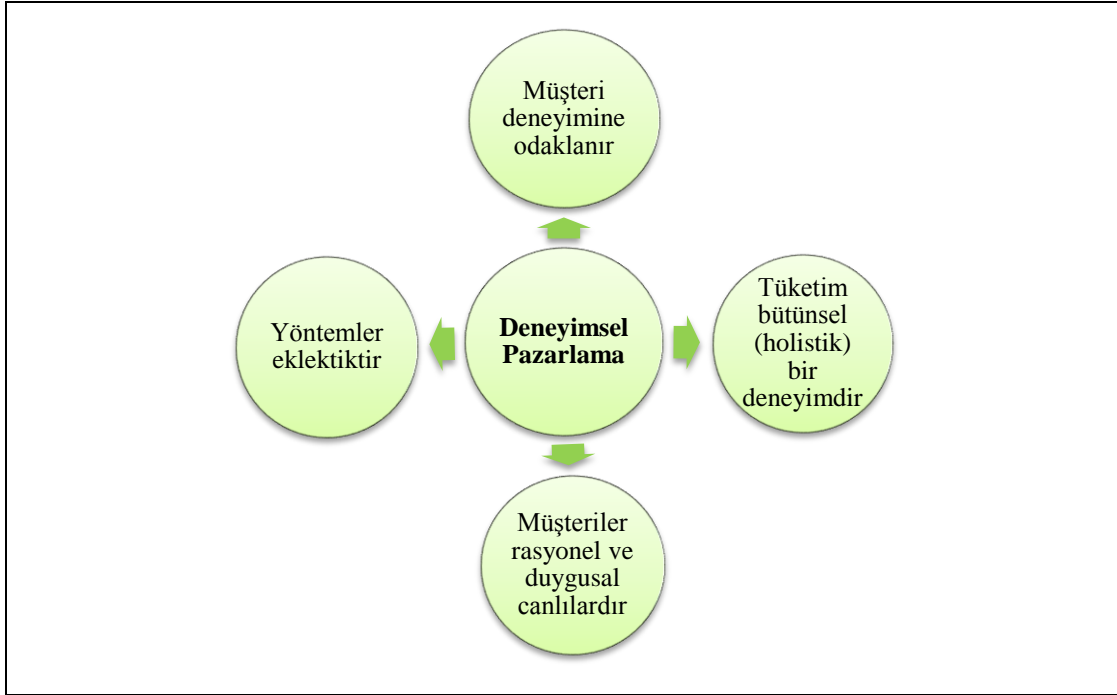 Müşteri
deneyimine
odaklanır
Yöntemler
eklektiktir
Deneyimsel
Pazarlama
Tüketim
bütünsel
(holistik)
bir
deneyimdir
Müşteriler
rasyonel ve
duygusal
canlılardır